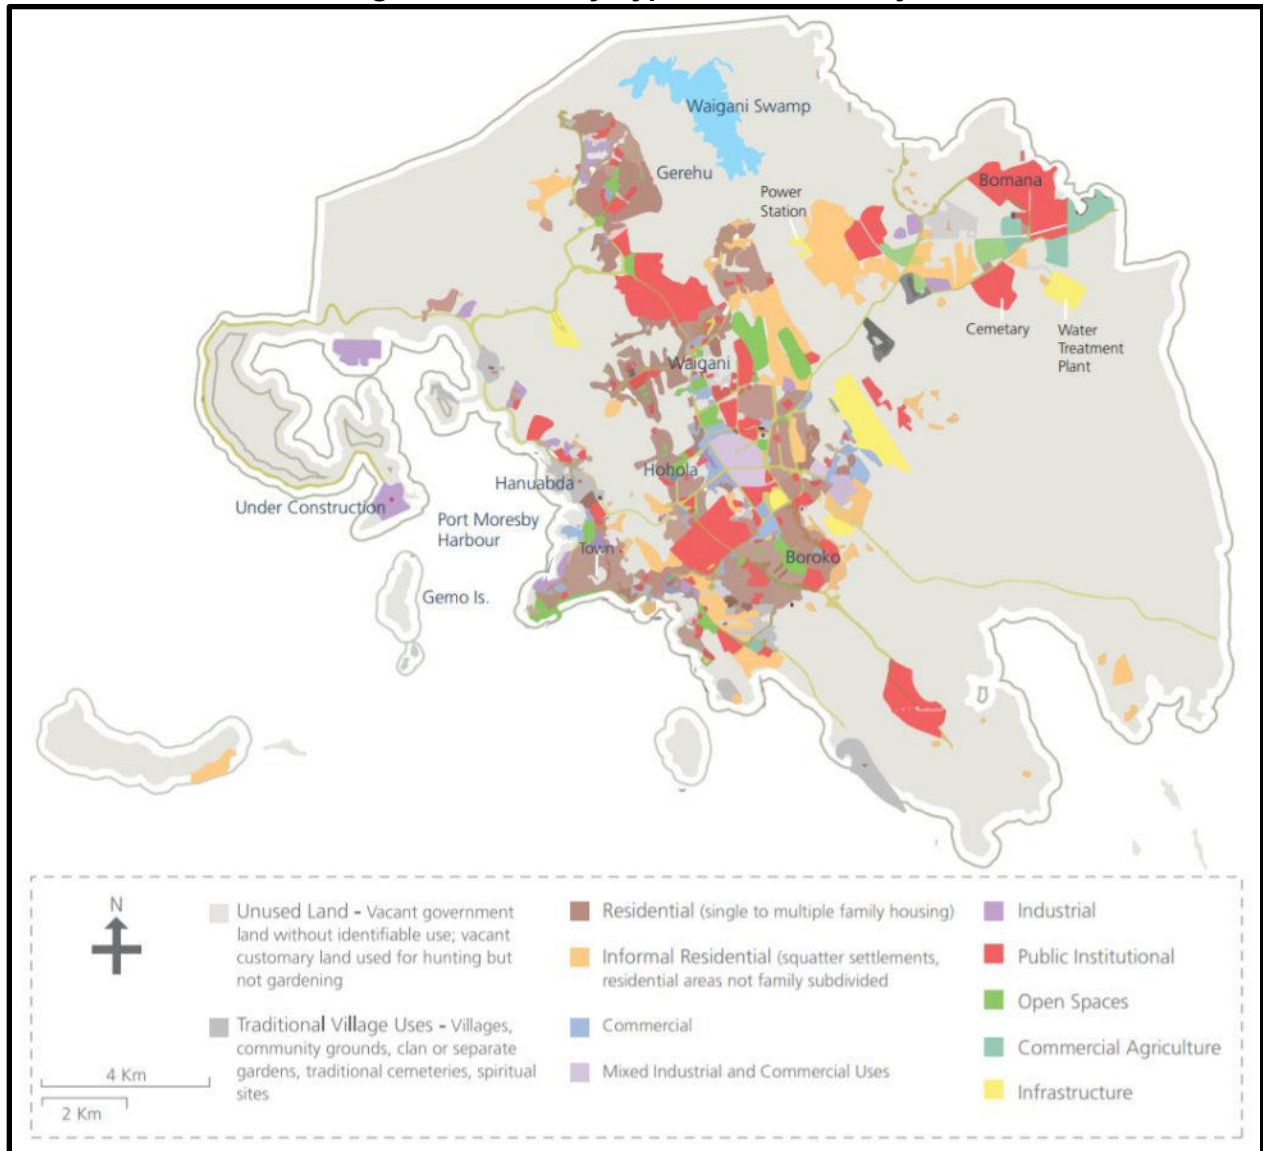 Waigani Swamp
Gerehu
Power
Station
Bomana
Cemetary
Water
Treatment
Plant
Waigani
Hohola
Hanuabda
Under Construction
Port Moresby
Harbour
Town
Boroko
Gemo Is.
N
4 Km
2 Km
Unused Land - Vacant government
land without identifiable use; vacant
customary land used for hunting but
not gardening
Traditional Village Uses - Villages,
community grounds, clan or separate
gardens, traditional cemeteries, spiritual
sites
Residential (single to multiple family housing)
Informal Residential (squatter settlements,
residential areas not family subdivided
Commercial
Mixed Industrial and Commercial Uses
Industrial
Public Institutional
Open Spaces
Commercial Agriculture
Infrastructure